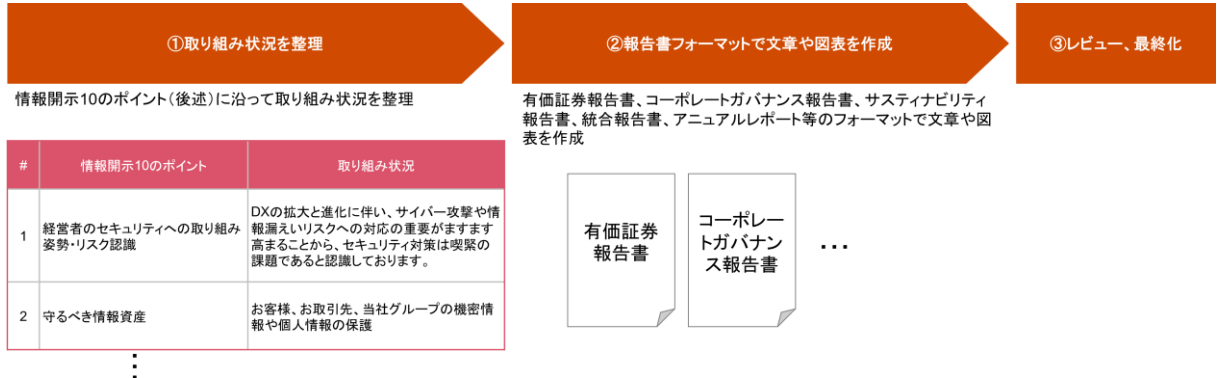 ①取り組み状況を整理
②報告書フォーマットで文章や図表を作成
③レビュー、最終化
情報開示10のポイント(後述)に沿って取り組み状況を整理
有価証券報告書、コーポレートガバナンス報告書、サスティナビリティ
報告書、統合報告書、アニュアルレポート等のフォーマットで文章や図
表を作成
# 情報開示10のポイント 取り組み状況
1
経営者のセキュリティへの取り組み
姿勢・リスク認識
DXの拡大と進化に伴い、サイバー攻撃や情
報漏えいリスクへの対応の重要がますます
高まることから、セキュリティ対策は喫緊の
課題であると認識しております。
2
守るべき情報資産
お客様、お取引先、当社グループの機密情
報や個人情報の保護
⋮
有価証券
報告書
コーポレー
トガバナン
ス報告書
…